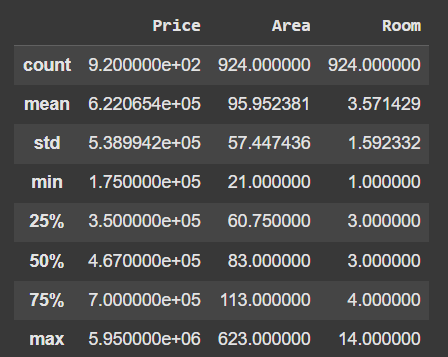 Price Area Room
count 9.200000e+02 924.000000 924.000000
mean 6.220654e+05 95.952381 3.571429
std 5.389942e+05 57.447436 1.592332
min 1.750000e+05 21.000000 1.000000
25% 3.500000e+05 60.750000 3.000000
50% 4.670000e+05 83.000000 3.000000
75% 7.000000e+05 113.000000 4.000000
max 5.950000e+06 623.000000 14.000000